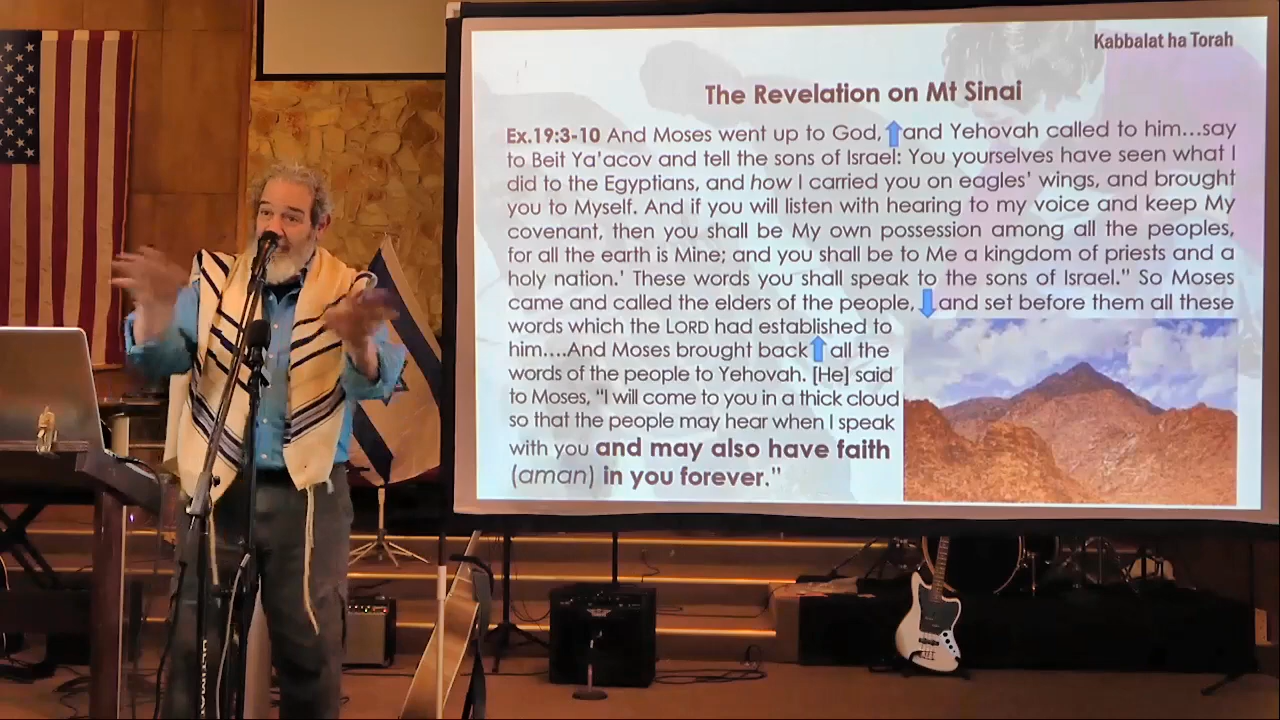 Kabbalat ha Torah
The Revelation on Mt Sinai
Ex.19:3-10 And Moses went up to God, and Yehovah called to him...say
to Beit Ya'acov and tell the sons of Israel: You yourselves have seen what I
did to the Egyptians, and how I carried you on eagles' wings, and brought
you to Myself. And if you will listen with hearing to my voice and keep My
covenant, then you shall be My own possession among all the peoples,
for all the earth is Mine; and you shall be to Me a kingdom of priests and a
holy nation.' These words you shall speak to the sons of Israel." So Moses
came and called the elders of the people, and set before them all these
words which the LORD had established to
him....And Moses brought back all the
words of the people to Yehovah. [He] said
to Moses, "I will come to you in a thick cloud
so that the people may hear when I speak
with you and may also have faith
(aman) in you forever."